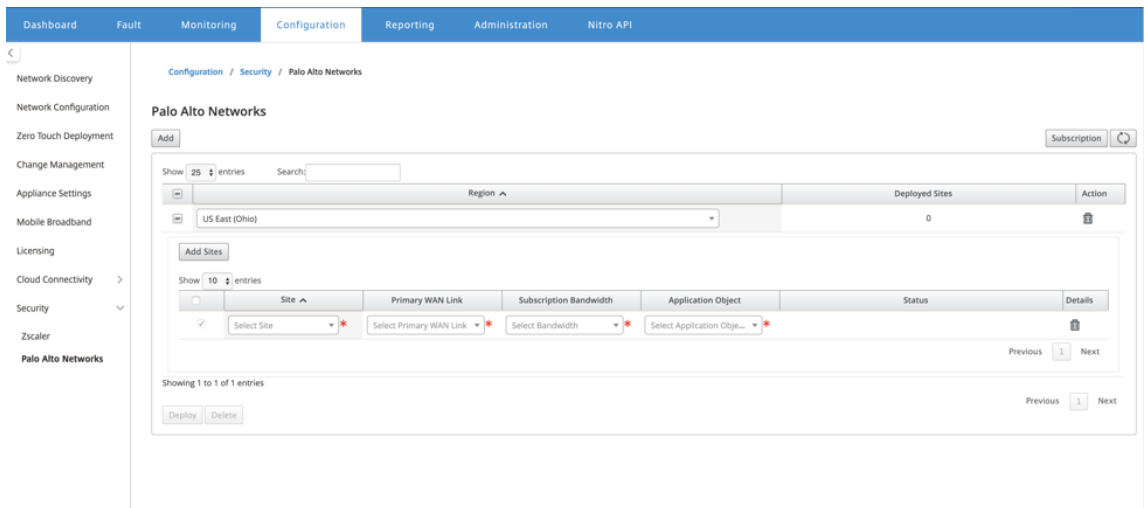 Dashboard Fault Monitoring Configuration Reporting Administration Nitro API
Network Discovery
Network Configuration
Zero Touch Deployment
Change Management
Appliance Settings
Mobile Broadband
Licensing
Cloud Connectivity
Security
Zscaler
Palo Alto Networks
Configuration / Security / Palo Alto Networks
Palo Alto Networks
Add Subscription
Show 25 entries Search:
Region Deployed Sites Action
US East (Ohio) 0
Add Sites
Show 10 entries
Site Primary WAN Link Subscription Bandwidth Application Object Status Details
Select Site * Select Primary WAN Link * Select Bandwidth * Select Application Obje... *
Previous 1 Next
Showing 1 to 1 of 1 entries
Previous 1 Next
Deploy Delete